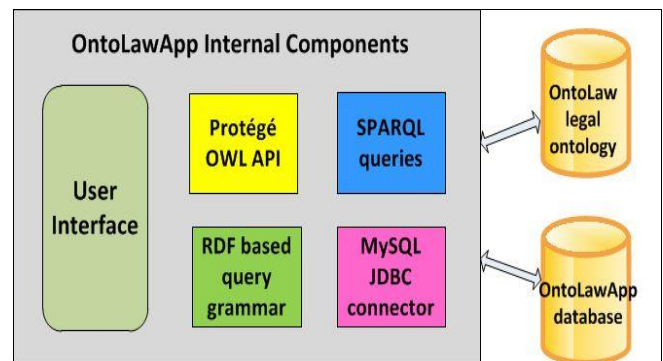 OntoLawApp Internal Components
User
Interface
Protégé
OWL API
SPARQL
queries
RDF based
query
grammar
MySQL
JDBC
connector
OntoLaw
legal
ontology
OntoLawApp
database